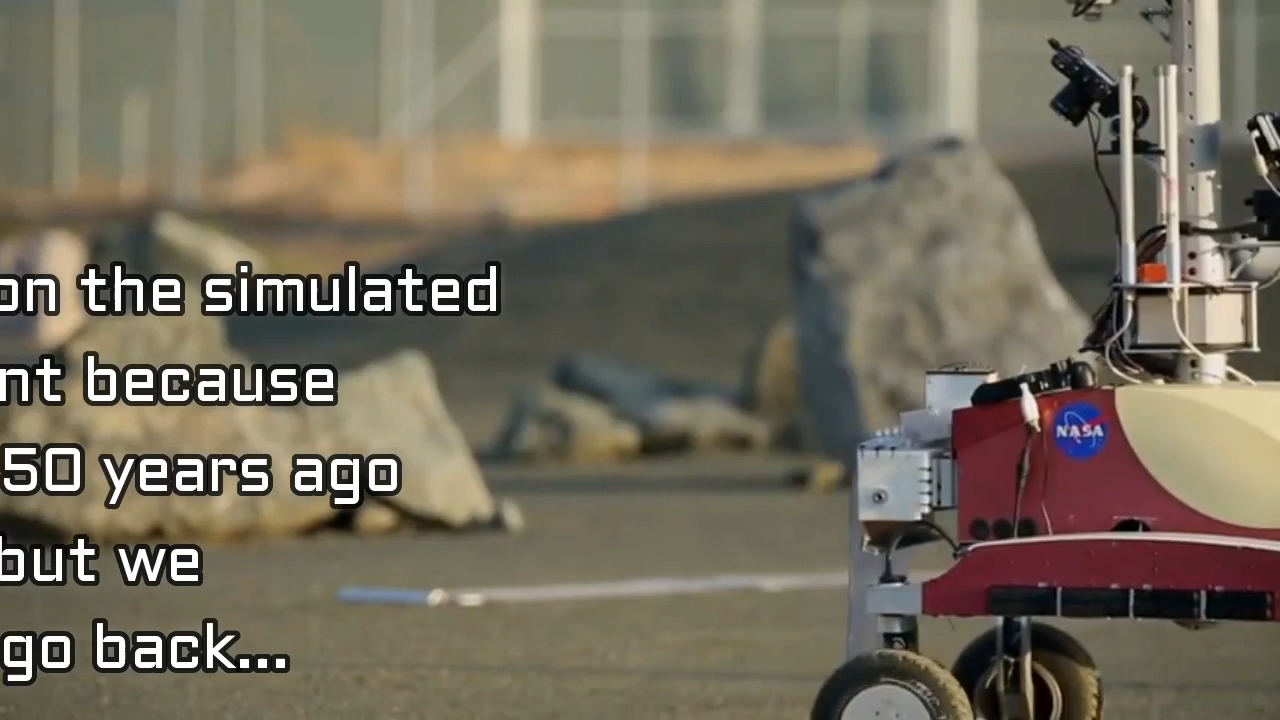 on the simulated
nt because
50 years ago
but we
go back...
NASA